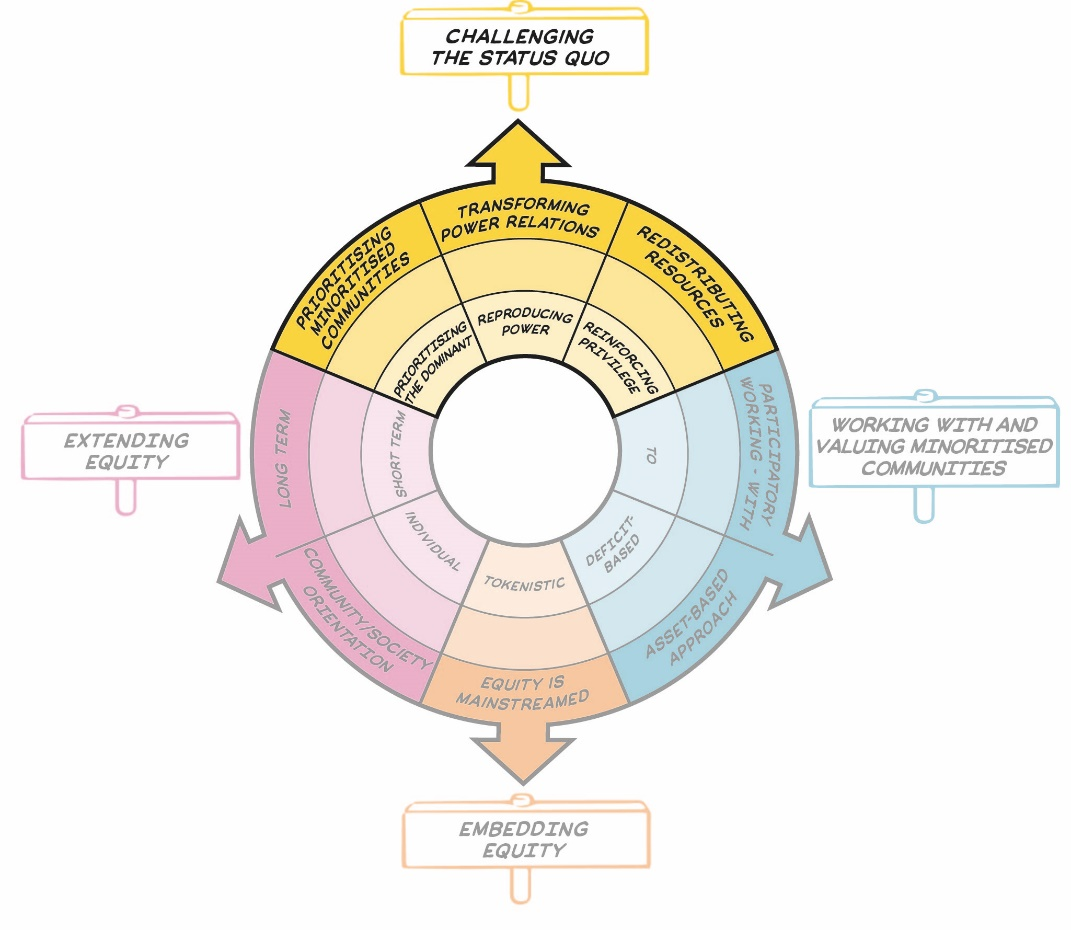 CHALLENGING
THE STATUS QUO
PRIORITISING
MINORITISED
COMMUNITIES
TRANSFORMING
POWER RELATIONS
REDISTRIBUTING
RESOURCES
PRIORITISING
THE DOMINANT
REPRODUCING
POWER
REINFORCING
PRIVILEGE
EXTENDING
EQUITY
LONG TERM
SHORT TERM
TO
PARTICIPATORY
WORKING - WITH
WORKING WITH AND
VALUING MINORITISED
COMMUNITIES
INDIVIDUAL
COMMUNITY/SOCIETY
ORIENTATION
TOKENISTIC
DEFICIT-
BASED
ASSET-BASED
APPROACH
EQUITY IS
MAINSTREAMED
EMBEDDING
EQUITY